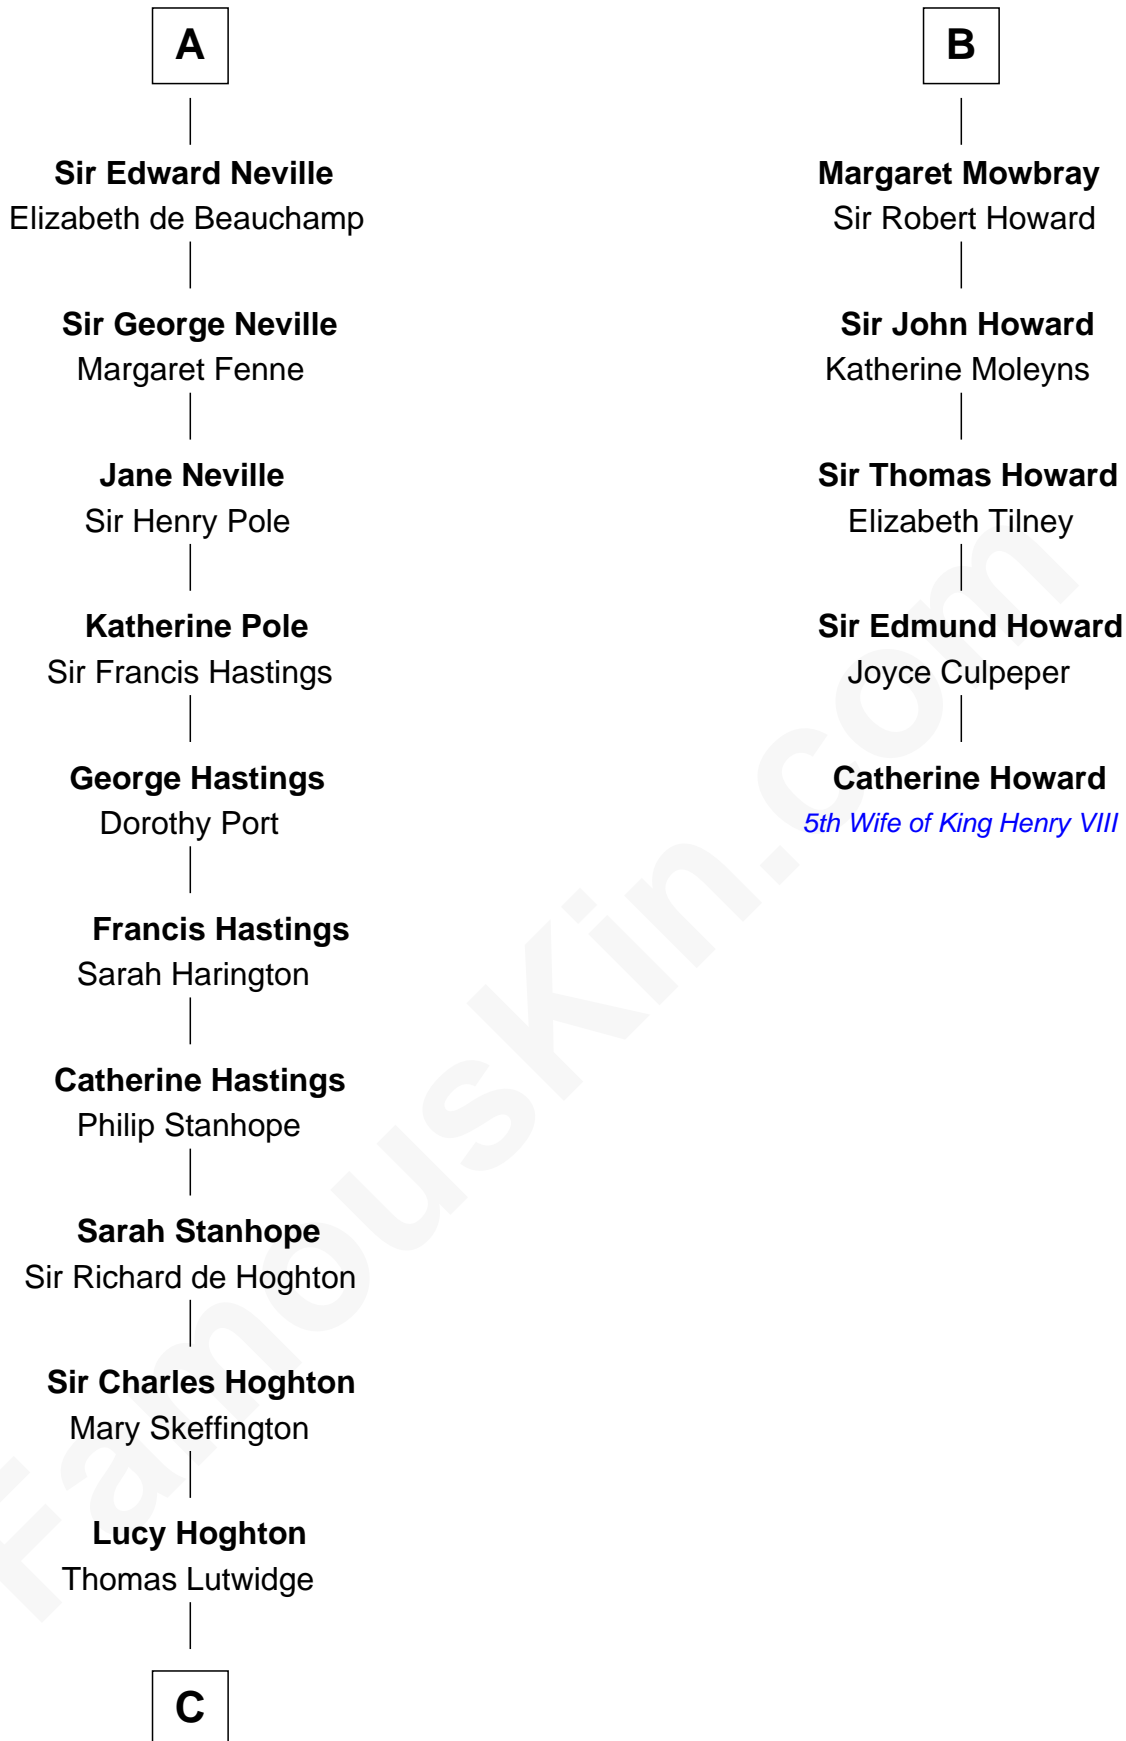 A
Sir Edward Neville
Elizabeth de Beauchamp
Sir George Neville
Margaret Fenne
Jane Neville
Sir Henry Pole
Katherine Pole
Sir Francis Hastings
George Hastings
Dorothy Port
Francis Hastings
Sarah Harington
Catherine Hastings
Philip Stanhope
Sarah Stanhope
Sir Richard de Hoghton
Sir Charles Hoghton
Mary Skeffington
Lucy Hoghton
Thomas Lutwidge
C
B
Margaret Mowbray
Sir Robert Howard
Sir John Howard
Katherine Moleyns
Sir Thomas Howard
Elizabeth Tilney
Sir Edmund Howard
Joyce Culpeper
Catherine Howard
5th Wife of King Henry VIII
FamousKin.com